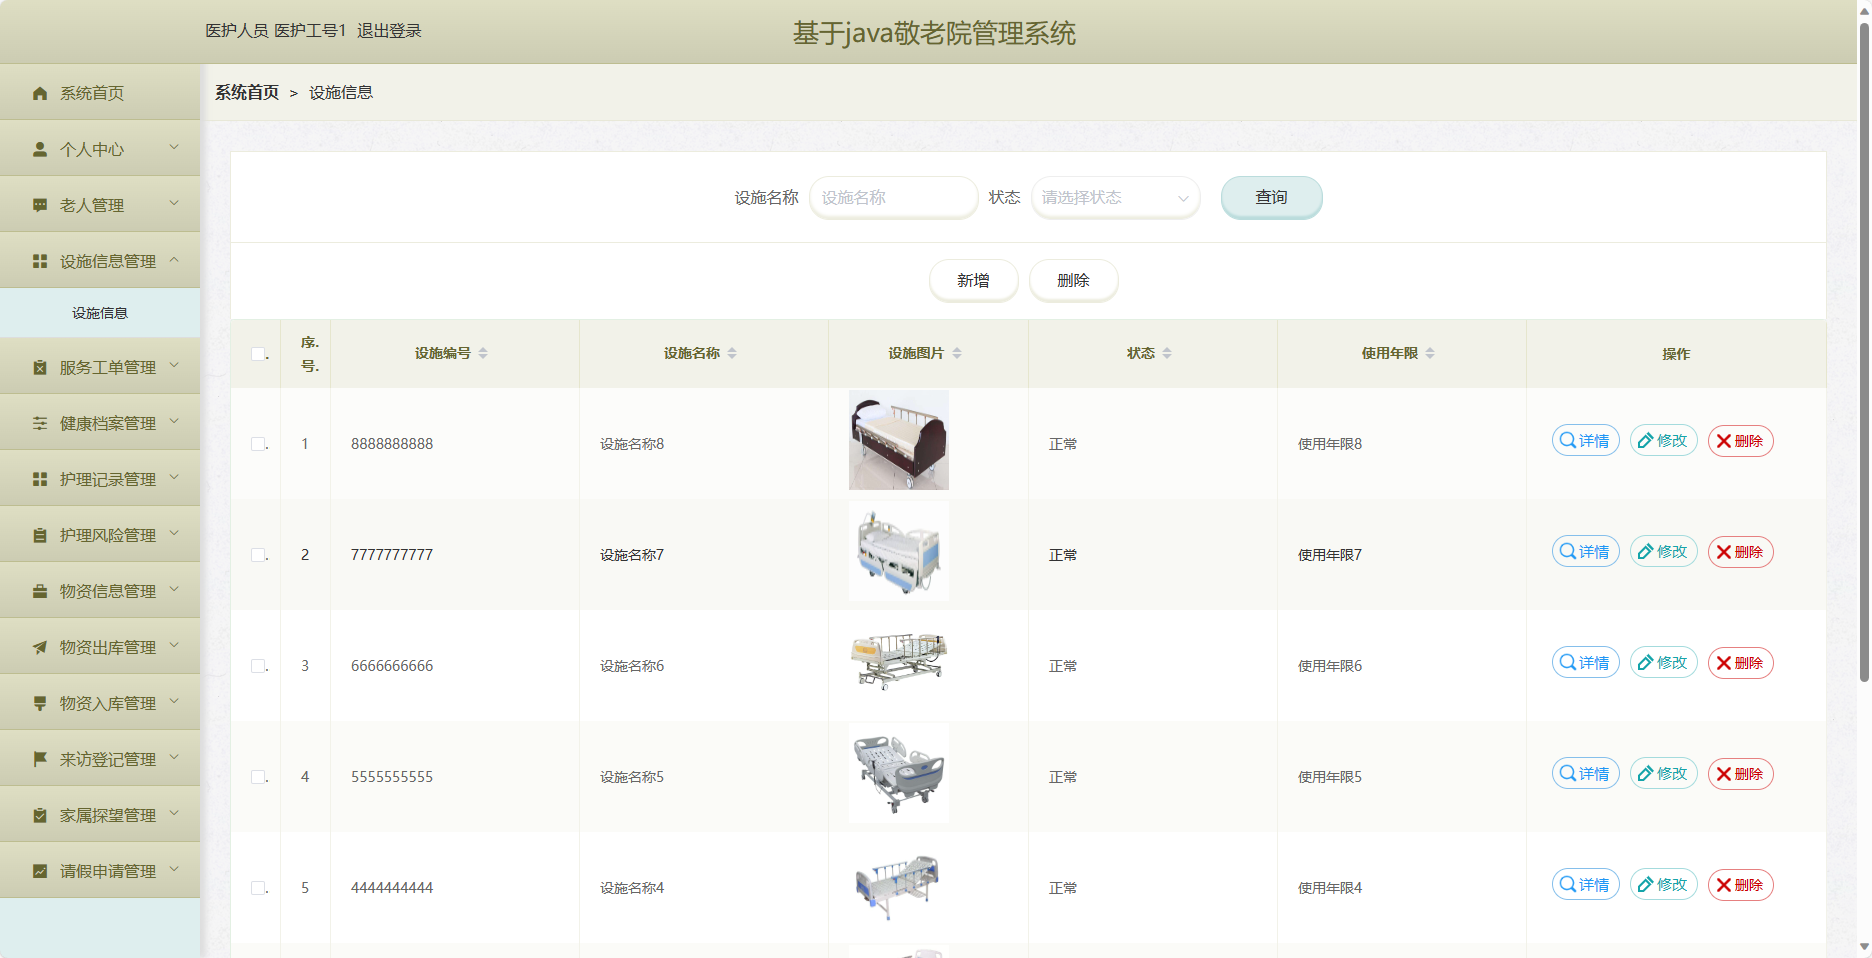 医护人员 医护工号1 退出登录
基于java敬老院管理系统
系统首页
个人中心
老人管理
设施信息管理
设施信息
服务工单管理
健康档案管理
护理记录管理
护理风险管理
物资信息管理
物资出库管理
物资入库管理
来访登记管理
家属探望管理
请假申请管理
系统首页 > 设施信息
设施名称 设施名称 状态 请选择状态 查询
新增 删除
序号 设施编号 设施名称 设施图片 状态 使用年限 操作
1 8888888888 设施名称8 正常 使用年限8 详情 修改 删除
2 7777777777 设施名称7 正常 使用年限7 详情 修改 删除
3 6666666666 设施名称6 正常 使用年限6 详情 修改 删除
4 5555555555 设施名称5 正常 使用年限5 详情 修改 删除
5 4444444444 设施名称4 正常 使用年限4 详情 修改 删除